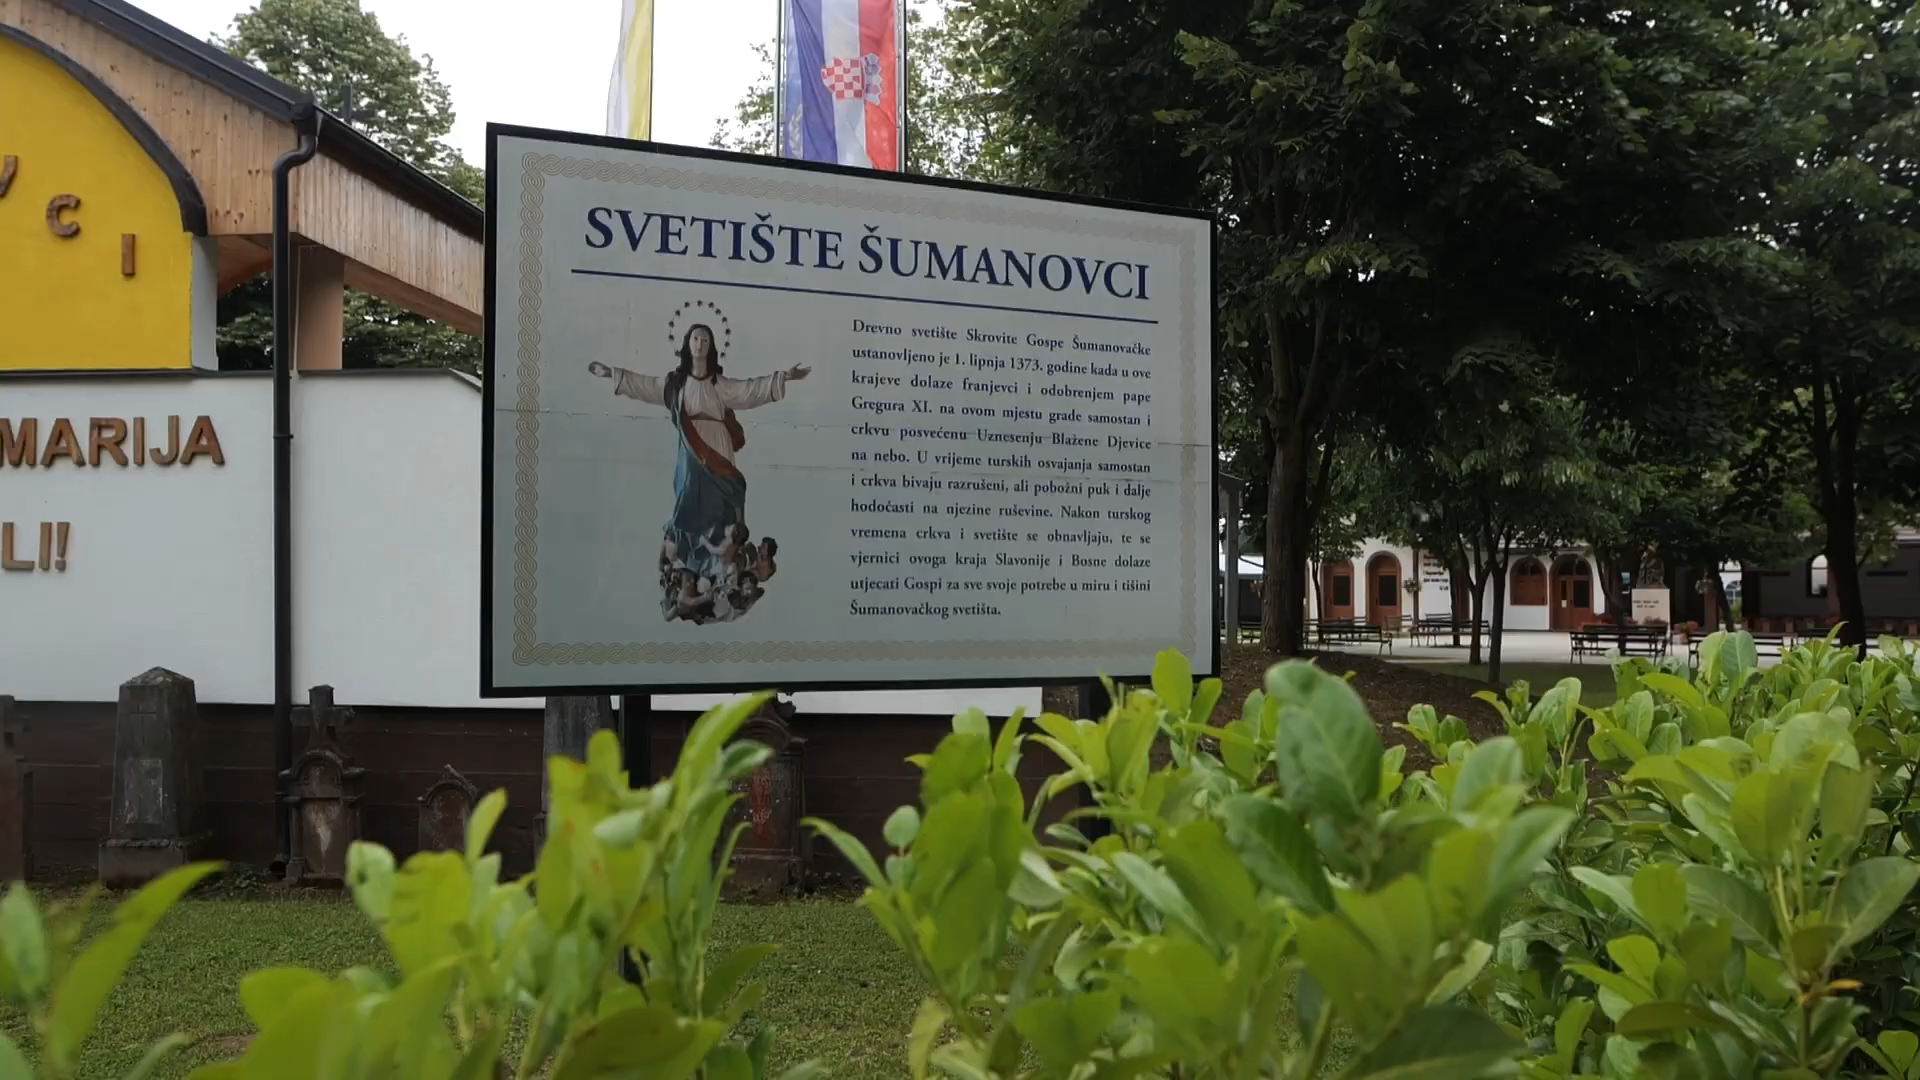 V C I
MARIJA
LI!
SVETIŠTE ŠUMANOVCI
Drevno svetište Skrovite Gospe Šumanovačke
ustanovljeno je 1. lipnja 1373. godine kada u ove
krajeve dolaze franjevci i odobrenjem pape
Gregura XI. na ovom mjestu grade samostan i
crkvu posvećenu Uznesenju Blažene Djevice
na nebo. U vrijeme turskih osvajanja samostan
i crkva bivaju razrušeni, ali pobožni puk i dalje
hodočasti na njezine ruševine. Nakon turskog
vremena crkva i svetište se obnavljaju, te se
vjernici ovoga kraja Slavonije i Bosne dolaze
utjecati Gospi za sve svoje potrebe u miru i tišini
Šumanovačkog svetišta.